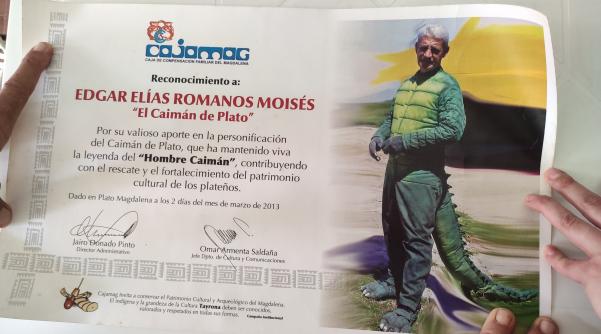 CAJAMAG
CAJA DE COMPENSACION FAMILIAR DEL MAGDALENA
Reconocimiento a:
EDGAR ELÍAS ROMANOS MOISÉS
"El Caimán de Plato"
Por su valioso aporte en la personificación
del Caimán de Plato, que ha mantenido viva
la leyenda del "Hombre Caimán", contribuyendo
con el rescate y el fortalecimiento del patrimonio
cultural de los plateños.
Dado en Plato Magdalena a los 2 días del mes de marzo de 2013
Jairo Donado Pinto
Director Administrativo
Omar Armenta Saldaña
Jefe Dpto. de Cultura y Comunicaciones
Cajamag invita a conservar el Patrimonio Cultural y Arqueológico del Magdalena.
El indígena y la grandeza de la Cultura Tayrona deben ser conocidos,
valorados y respetados en todas sus formas. Campaña Institucional